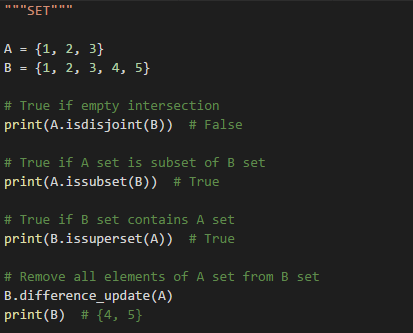 """SET"""
A = {1, 2, 3}
B = {1, 2, 3, 4, 5}
# True if empty intersection
print(A.isdisjoint(B))  # False
# True if A set is subset of B set
print(A.issubset(B))  # True
# True if B set contains A set
print(B.issuperset(A))  # True
# Remove all elements of A set from B set
B.difference_update(A)
print(B)  # {4, 5}